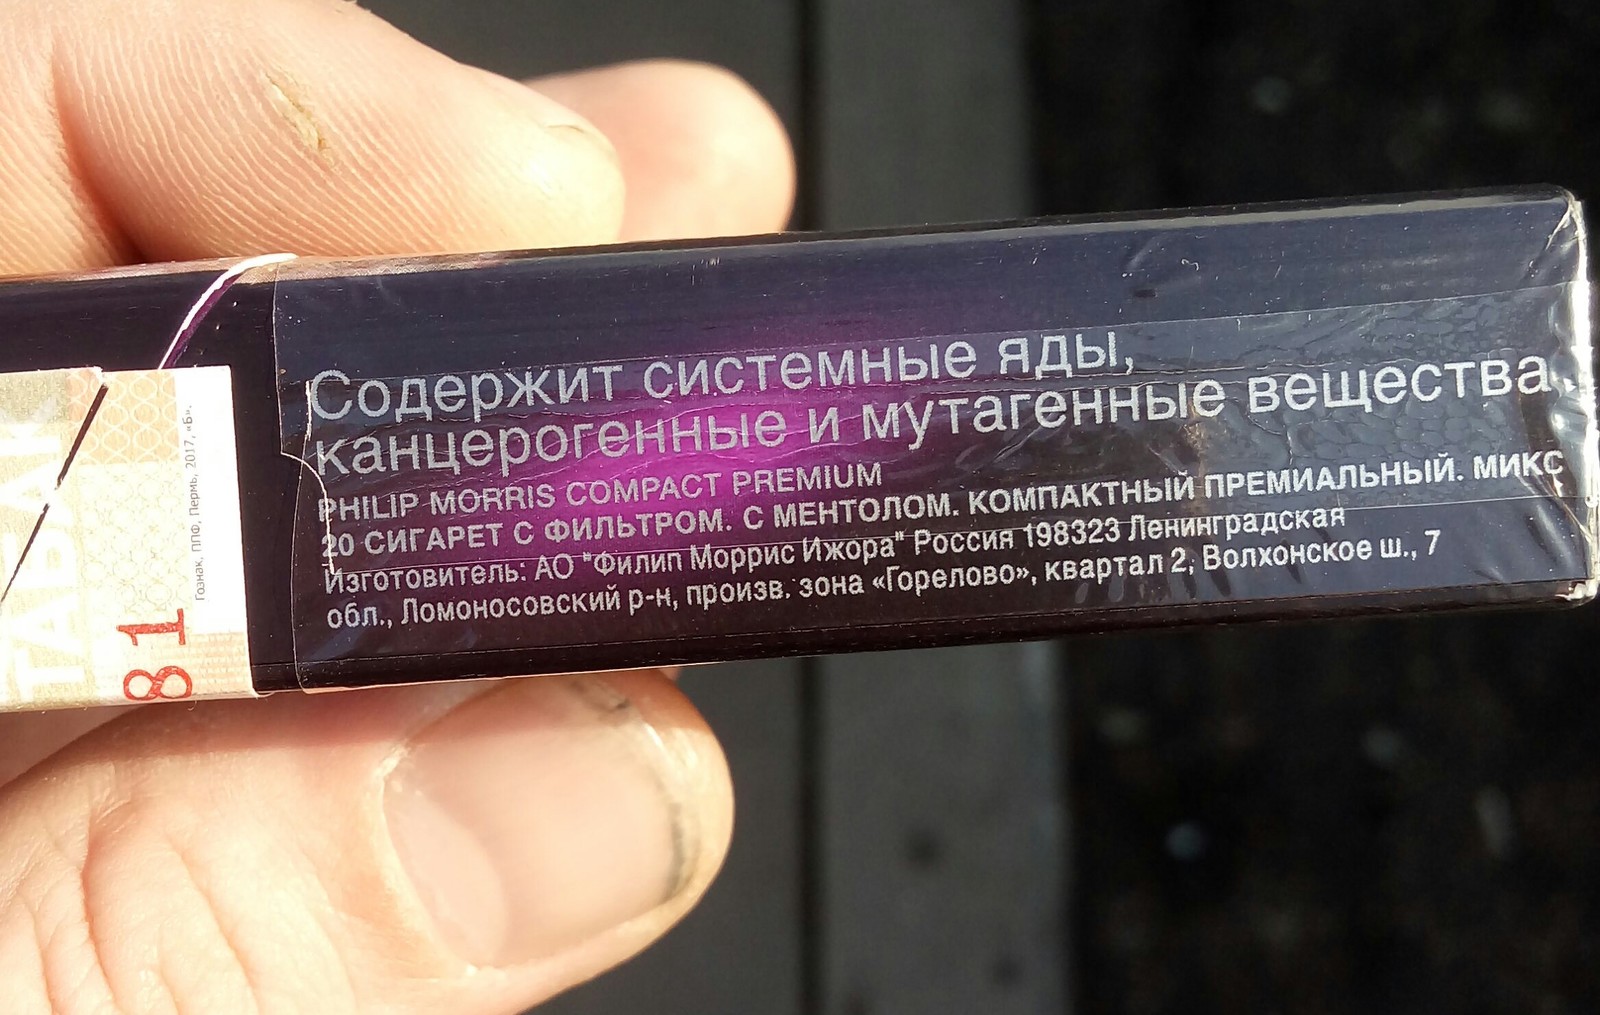 Содержит системные яды,
канцерогенные и мутагенные вещества.
PHILIP MORRIS COMPACT PREMIUM
20 СИГАРЕТ С ФИЛЬТРОМ. С МЕНТОЛОМ. КОМПАКТНЫЙ ПРЕМИАЛЬНЫЙ. МИКС
Изготовитель: АО "Филип Моррис Ижора" Россия 198323 Ленинградская
обл., Ломоносовский р-н, произв. зона «Горелово», квартал 2, Волхонское ш., 7
ТАБАК
81
Гознак, ППФ, Пермь, 2017, «Б».